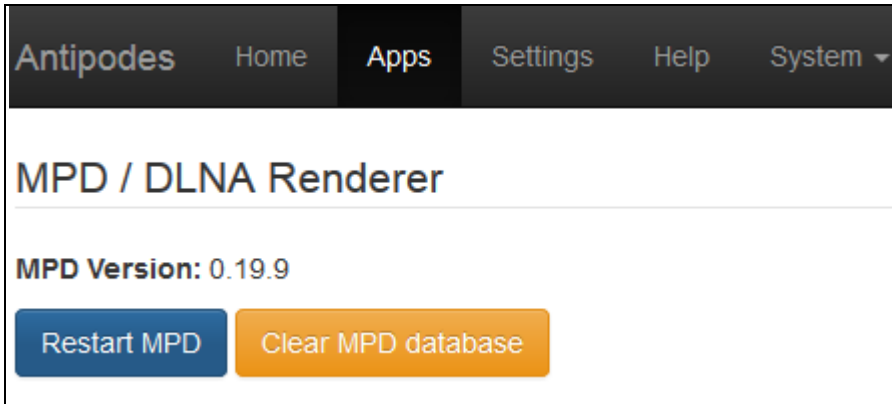 Antipodes Home Apps Settings Help System
MPD / DLNA Renderer
MPD Version: 0.19.9
Restart MPD Clear MPD database